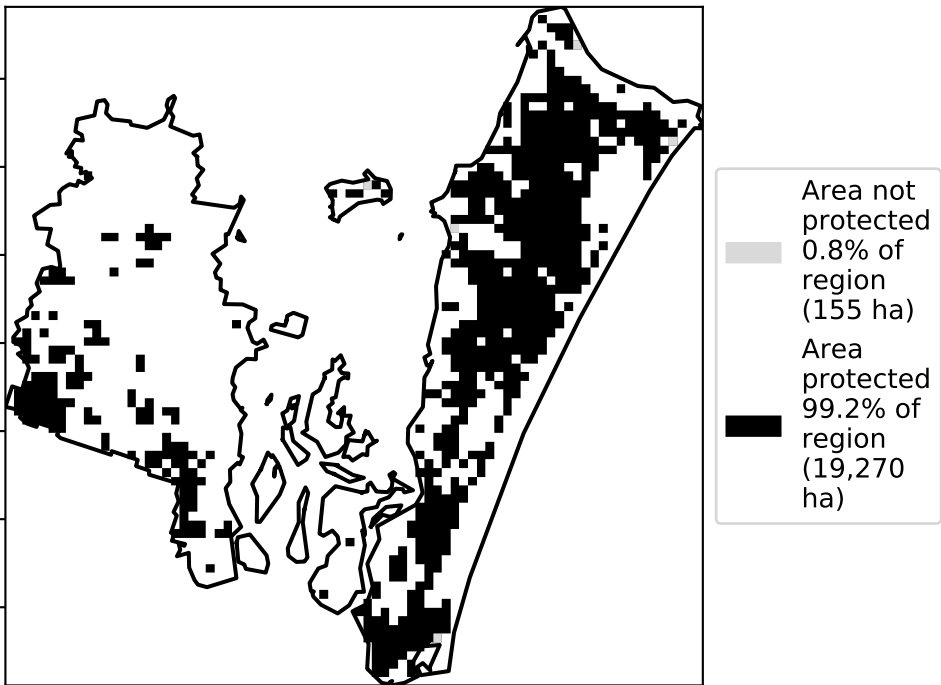 Area not
protected
0.8% of
region
(155 ha)
Area
protected
99.2% of
region
(19,270
ha)